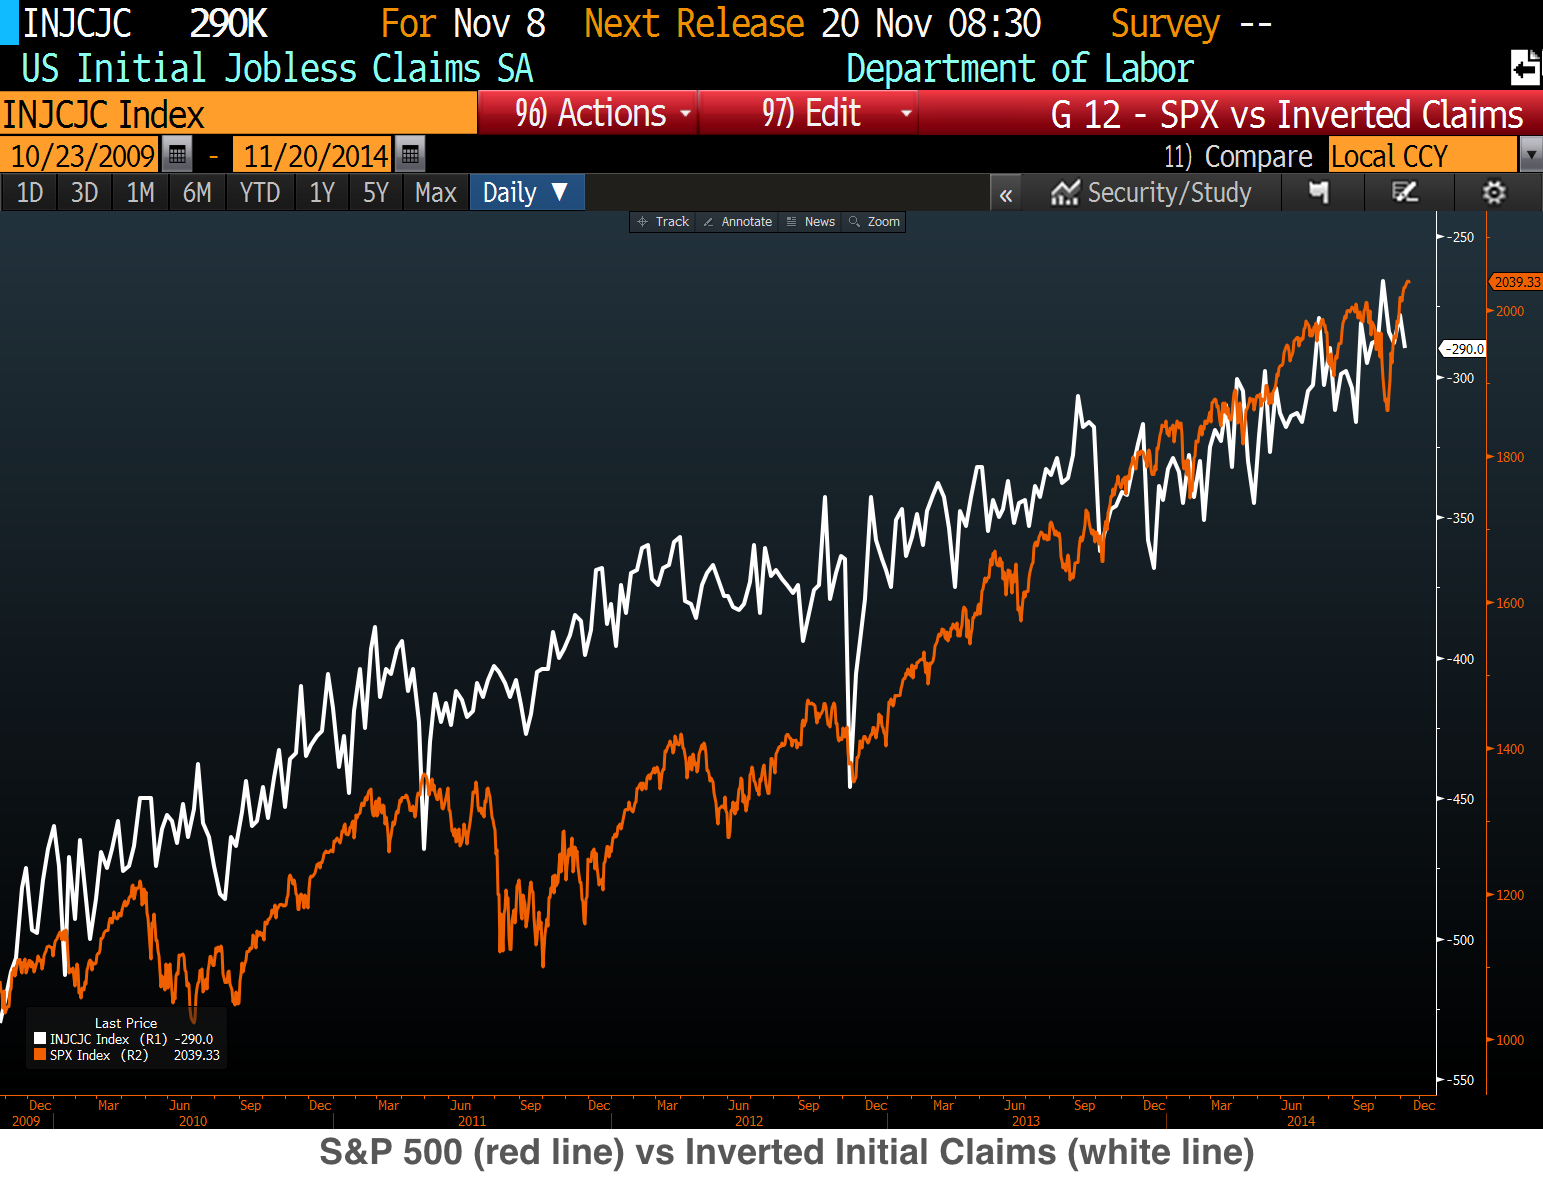 INJCJC 290K For Nov 8 Next Release 20 Nov 08:30 Survey --
US Initial Jobless Claims SA Department of Labor
INJCJC Index 96) Actions 97) Edit G 12 - SPX vs Inverted Claims
10/23/2009 - 11/20/2014 11) Compare Local CCY
1D 3D 1M 6M YTD 1Y 5Y Max Daily ▼ « Security/Study
Track Annotate News Zoom
-250
2039.33
2000
-290.0
-300
1800
-350
1600
-400
1400
-450
1200
-500
1000
-550
Last Price
INJCJC Index (R1) -290.0
SPX Index (R2) 2039.33
Dec Mar Jun Sep Dec Mar Jun Sep Dec Mar Jun Sep Dec Mar Jun Sep Dec Mar Jun Sep Dec
2009 2010 2011 2012 2013 2014
S&P 500 (red line) vs Inverted Initial Claims (white line)